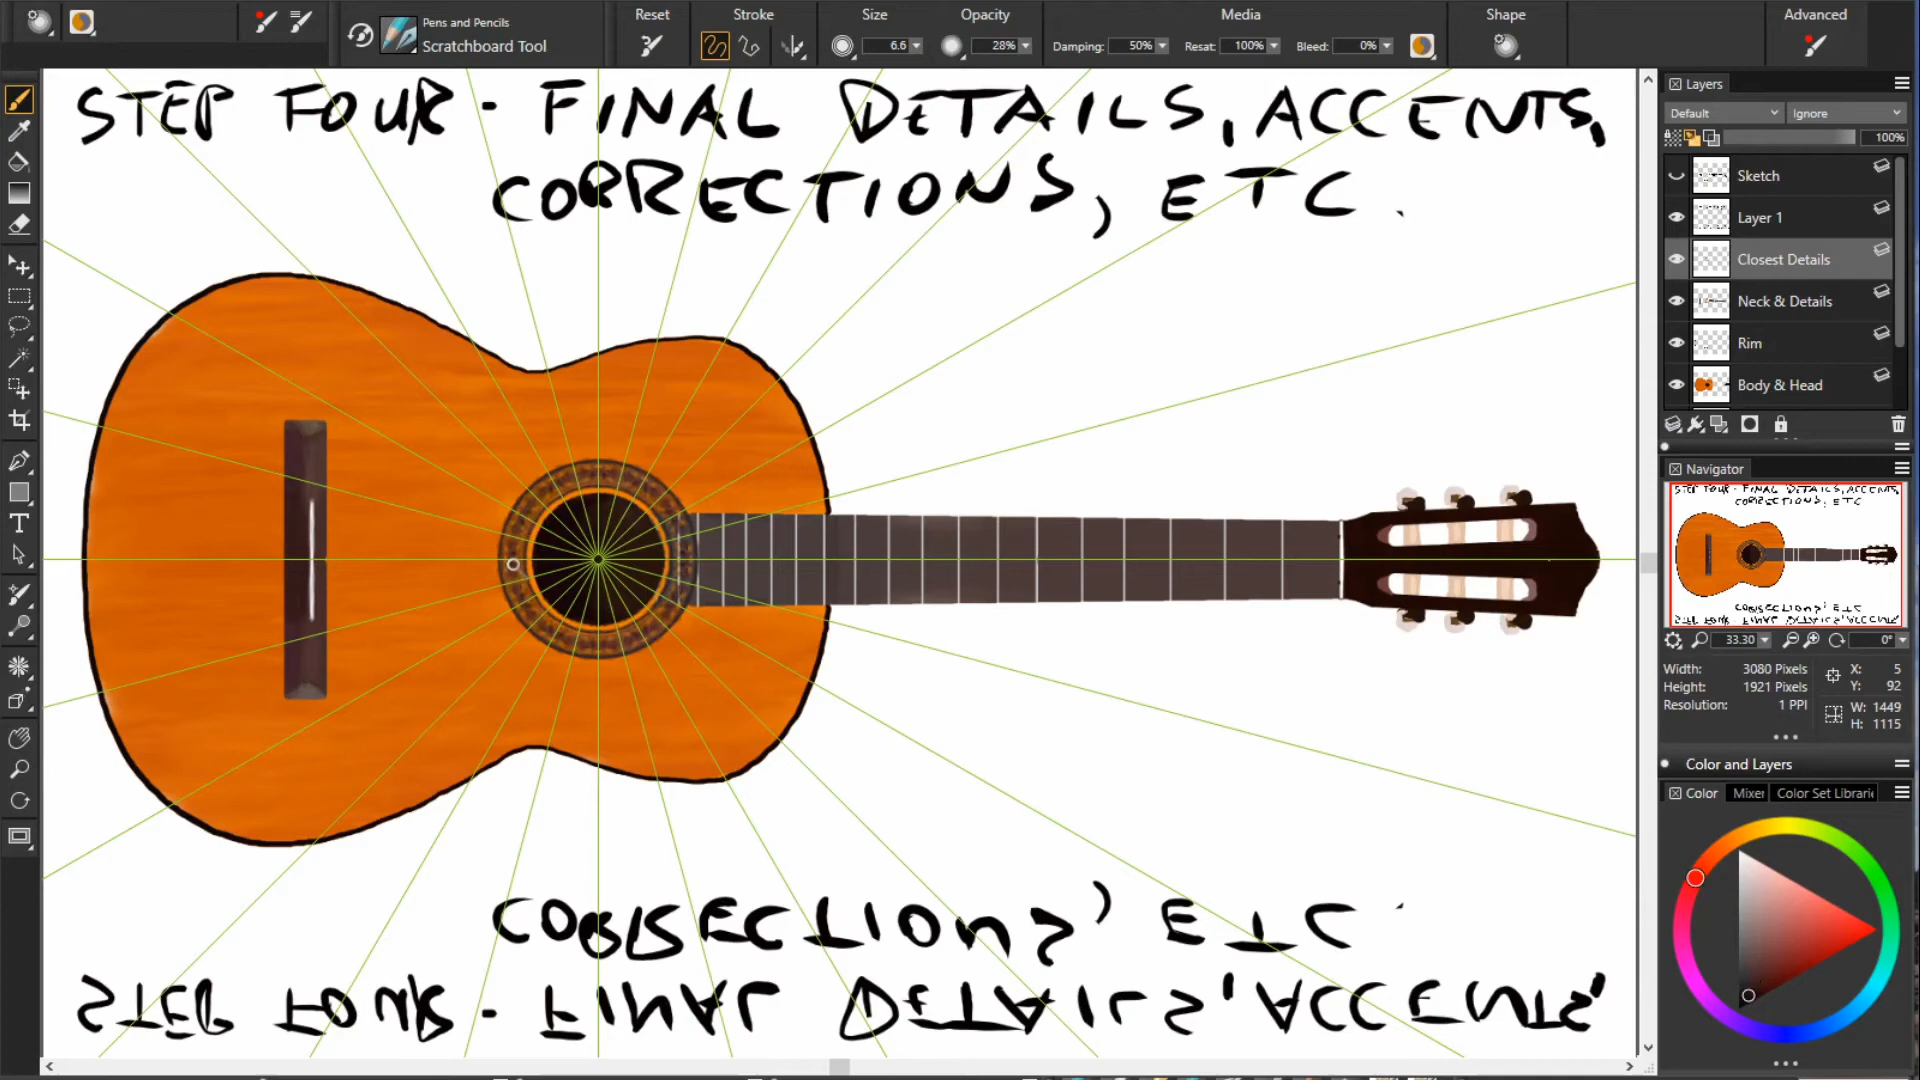 Pens and Pencils
Scratchboard Tool
Reset
Stroke
Size
6.6
Opacity
28%
Media
Damping: 50%
Resat: 100%
Bleed: 0%
Shape
Advanced
STEP FOUR - FINAL DETAILS, ACCENTS,
CORRECTIONS, ETC.
Layers
Default
Ignore
100%
Sketch
Layer 1
Closest Details
Neck & Details
Rim
Body & Head
Navigator
33.30
0°
Width: 3080 Pixels
Height: 1921 Pixels
Resolution: 1 PPI
X: 5
Y: 92
W: 1449
H: 1115
Color and Layers
Color
Mixer
Color Set Librari